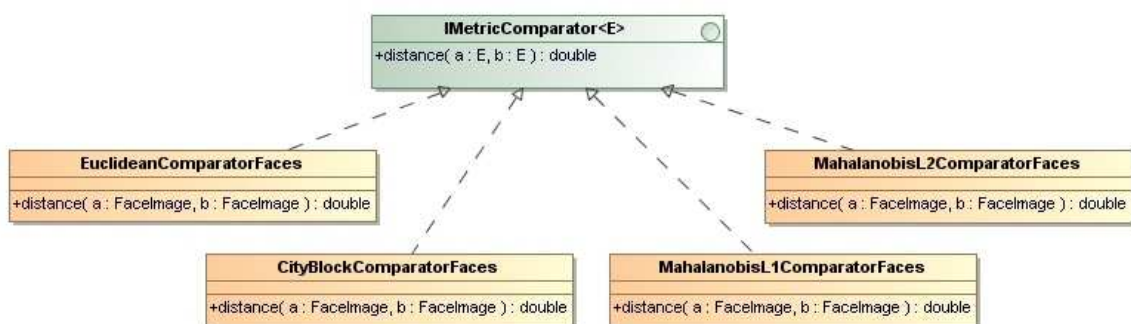 IMetricComparator<E>
+distance( a : E, b : E ) : double
EuclideanComparatorFaces
+distance( a : FaceImage, b : FaceImage ) : double
MahalanobisL2ComparatorFaces
+distance( a : FaceImage, b : FaceImage ) : double
CityBlockComparatorFaces
+distance( a : FaceImage, b : FaceImage ) : double
MahalanobisL1ComparatorFaces
+distance( a : FaceImage, b : FaceImage ) : double